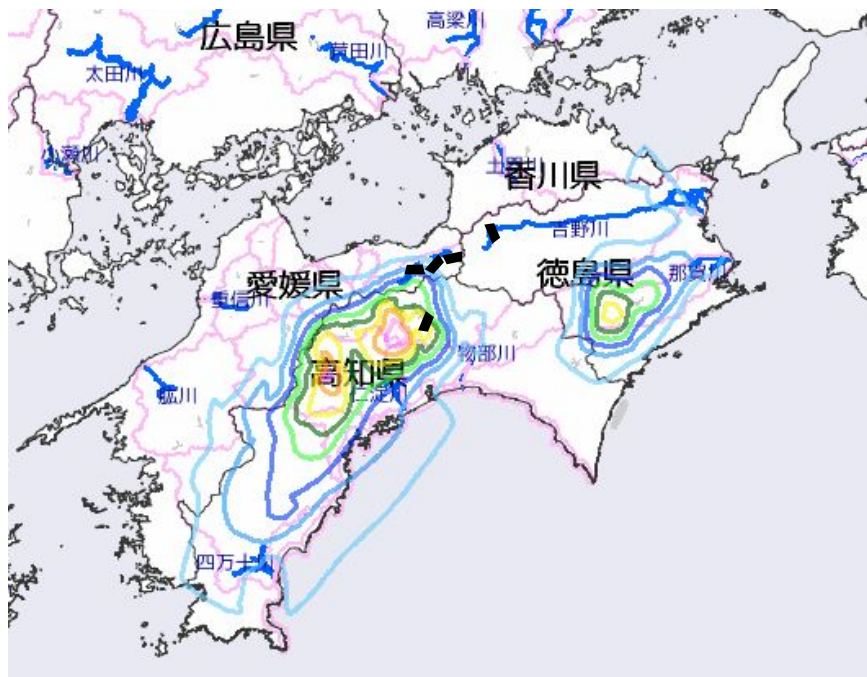 広島県
高梁川
芦田川
太田川
小瀬川
土器川
香川県
吉野川
徳島県
那賀川
愛媛県
重信川
物部川
高知県
仁淀川
肱川
四万十川